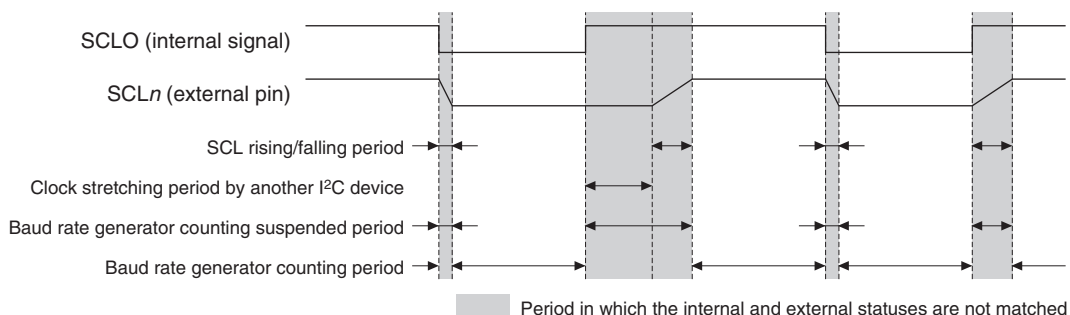 SCLO (internal signal)
SCLn (external pin)
SCL rising/falling period
Clock stretching period by another I²C device
Baud rate generator counting suspended period
Baud rate generator counting period
Period in which the internal and external statuses are not matched